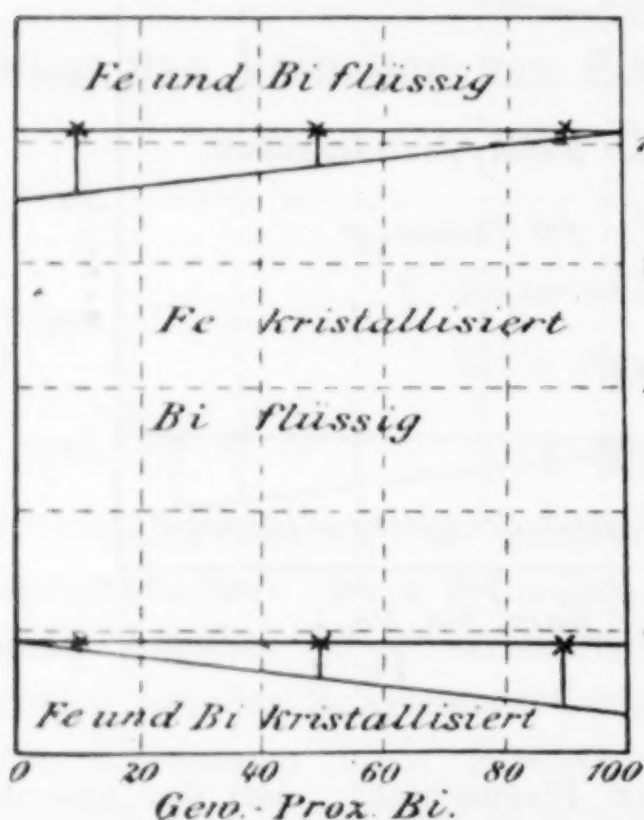 Fe und Bi flüssig
Fe kristallisiert
Bi flüssig
Fe und Bi kristallisiert
0 20 40 60 80 100
Gew.-Proz. Bi.